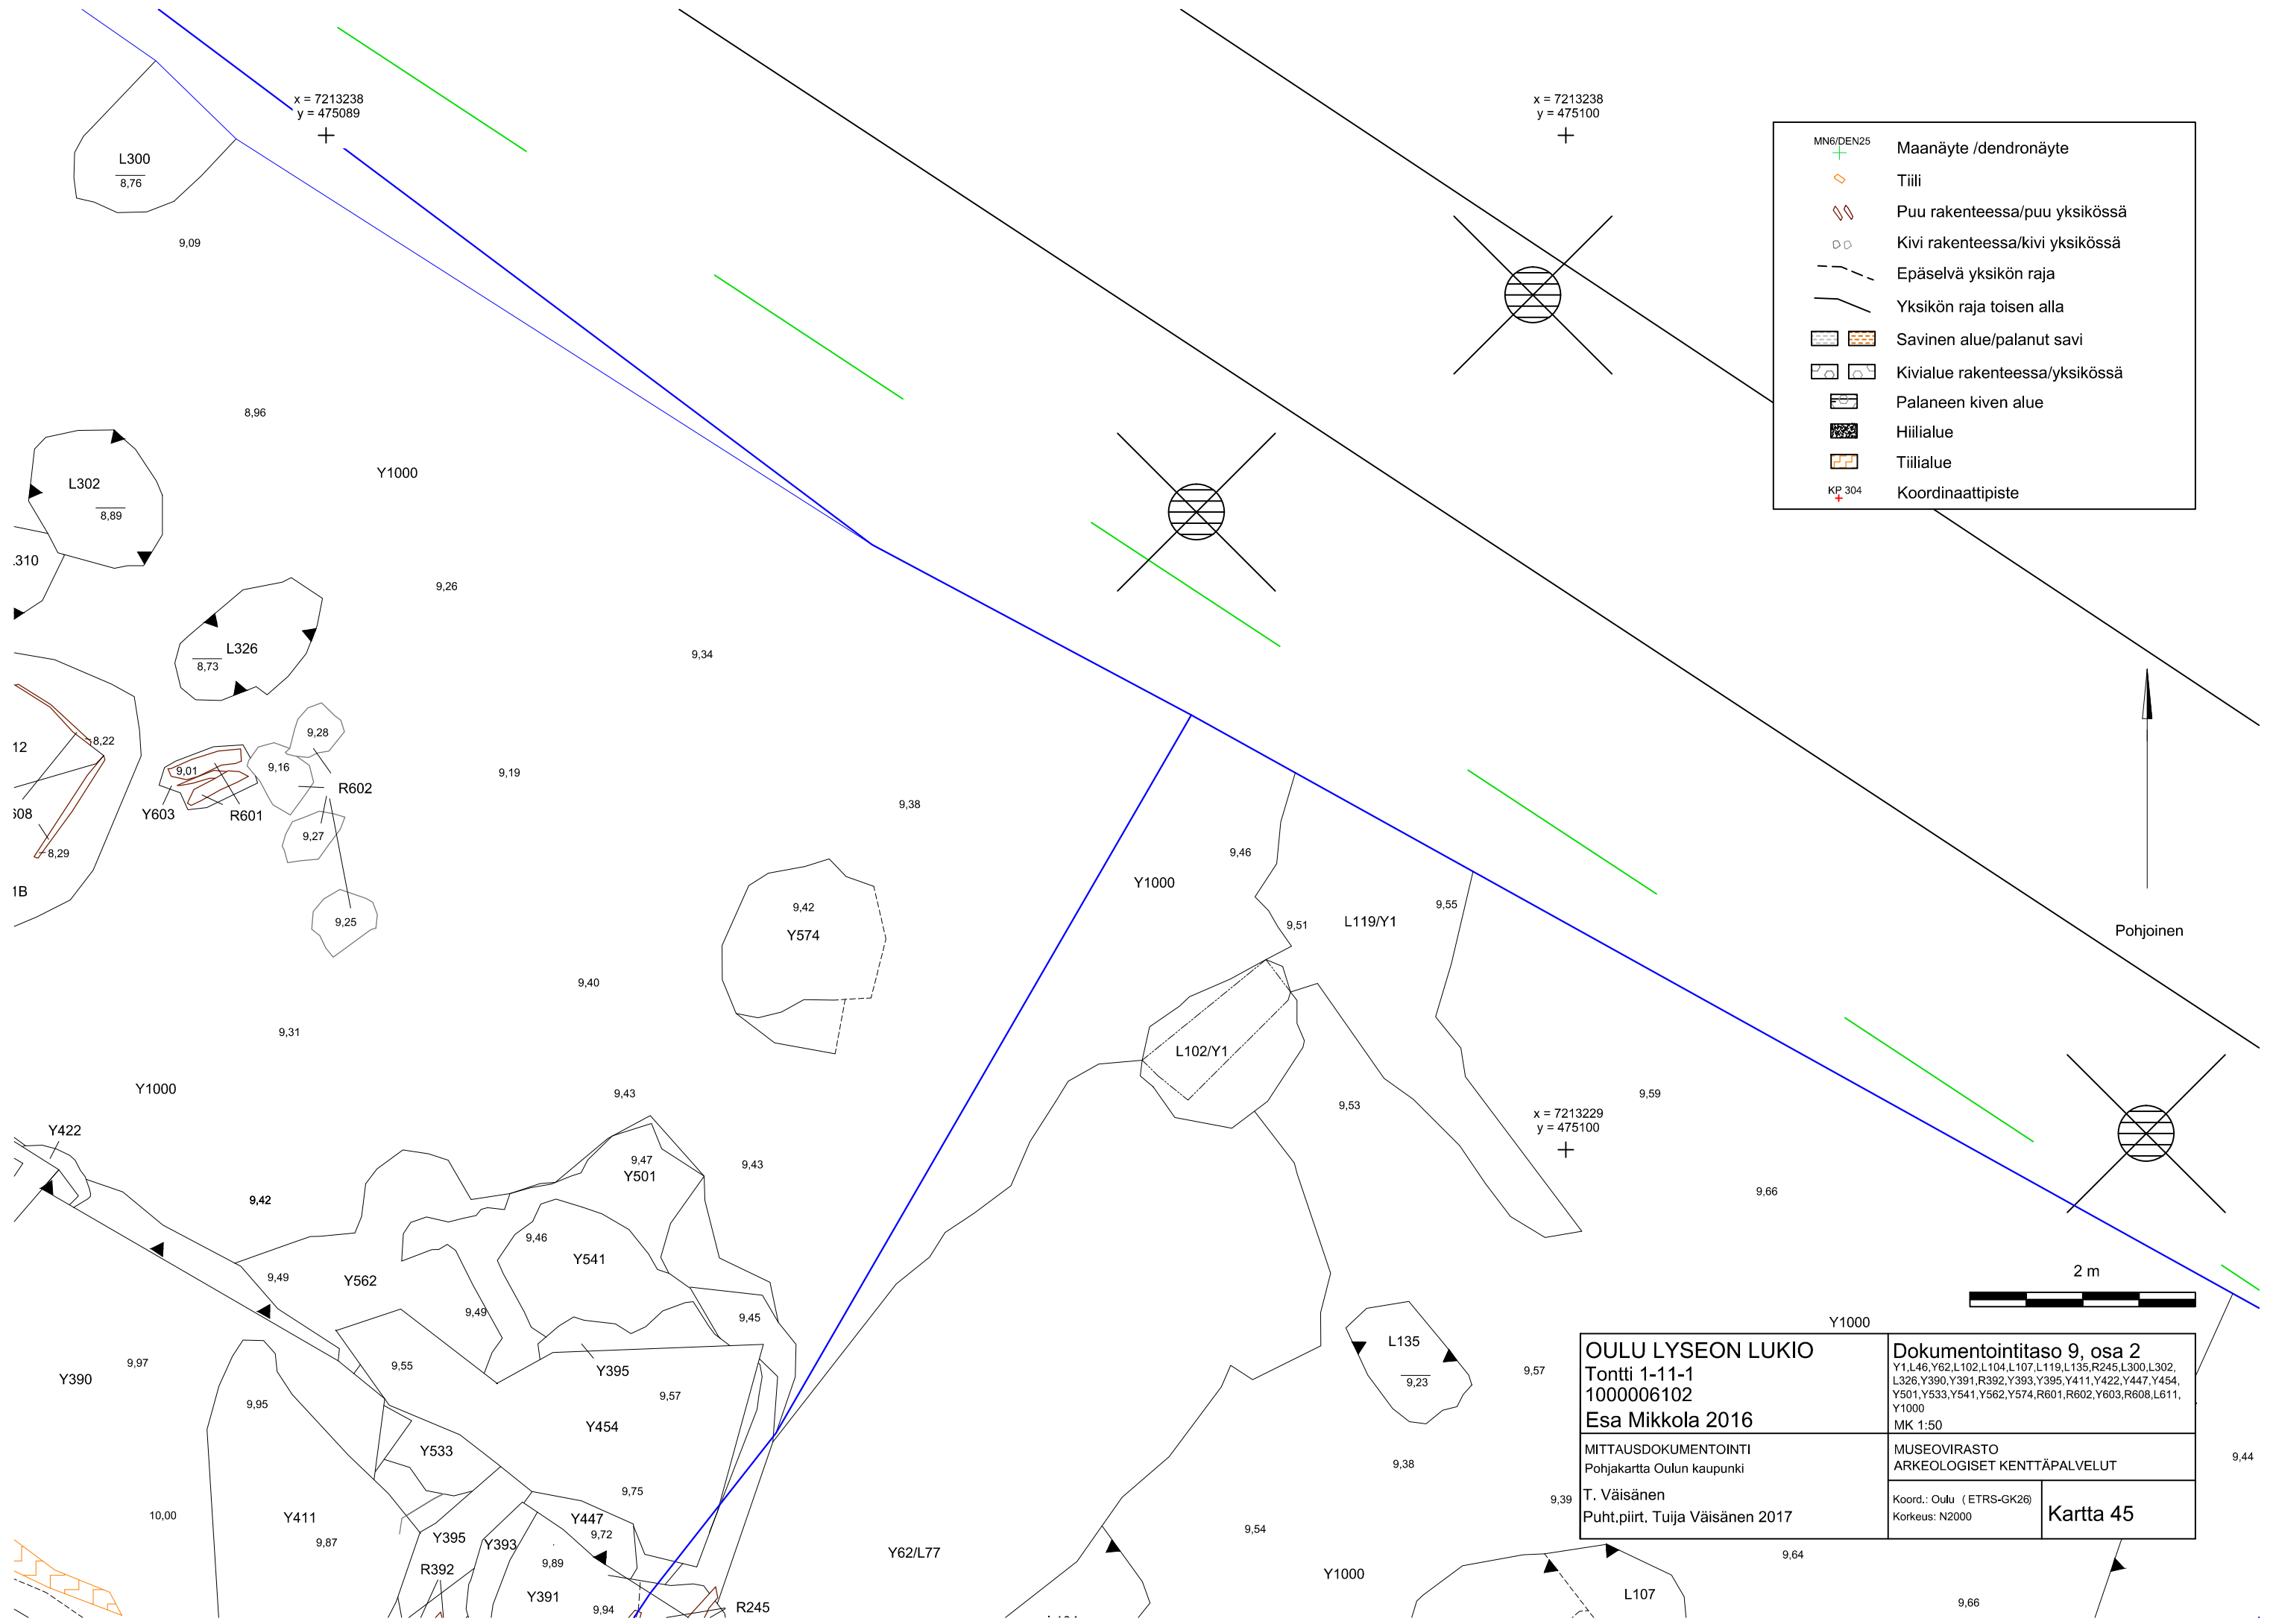 x = 7213238
y = 475089
x = 7213238
y = 475100
MN6/DEN25
Maanäyte /dendronäyte
Tiili
Puu rakenteessa/puu yksikössä
Kivi rakenteessa/kivi yksikössä
Epäselvä yksikön raja
Yksikön raja toisen alla
Savinen alue/palanut savi
Kivialue rakenteessa/yksikössä
Palaneen kiven alue
Hiilialue
Tiilialue
KP 304
Koordinaattipiste
L300
8,76
9,09
8,96
Y1000
L302
8,89
L310
9,26
L326
8,73
9,34
9,28
8,22
12
9,01
9,16
9,19
R602
Y603
R601
608
9,27
8,29
1B
9,25
9,38
9,46
Y1000
9,42
Y574
9,55
9,51
L119/Y1
Pohjoinen
9,40
9,31
L102/Y1
Y1000
9,43
9,53
9,59
x = 7213229
y = 475100
Y422
9,47
Y501
9,43
9,42
9,66
9,46
Y541
9,49
Y562
9,49
9,45
2 m
Y1000
L135
9,23
9,57
Y390
9,97
9,55
Y395
9,57
9,95
Y454
Y533
9,38
9,44
9,75
10,00
Y411
9,87
Y447
9,72
9,39
9,54
Y395
Y393
9,89
Y62/L77
R392
Y391
9,94
R245
Y1000
9,64
L107
9,66
OULU LYSEON LUKIO
Tontti 1-11-1
1000006102
Esa Mikkola 2016
Dokumentointitaso 9, osa 2
Y1,L46,Y62,L102,L104,L107,L119,L135,R245,L300,L302,
L326,Y390,Y391,R392,Y393,Y395,Y411,Y422,Y447,Y454,
Y501,Y533,Y541,Y562,Y574,R601,R602,Y603,R608,L611,
Y1000
MK 1:50
MITTAUSDOKUMENTOINTI
Pohjakartta Oulun kaupunki
T. Väisänen
Puht.piirt. Tuija Väisänen 2017
MUSEOVIRASTO
ARKEOLOGISET KENTTÄPALVELUT
Koord.: Oulu ( ETRS-GK26)
Korkeus: N2000
Kartta 45